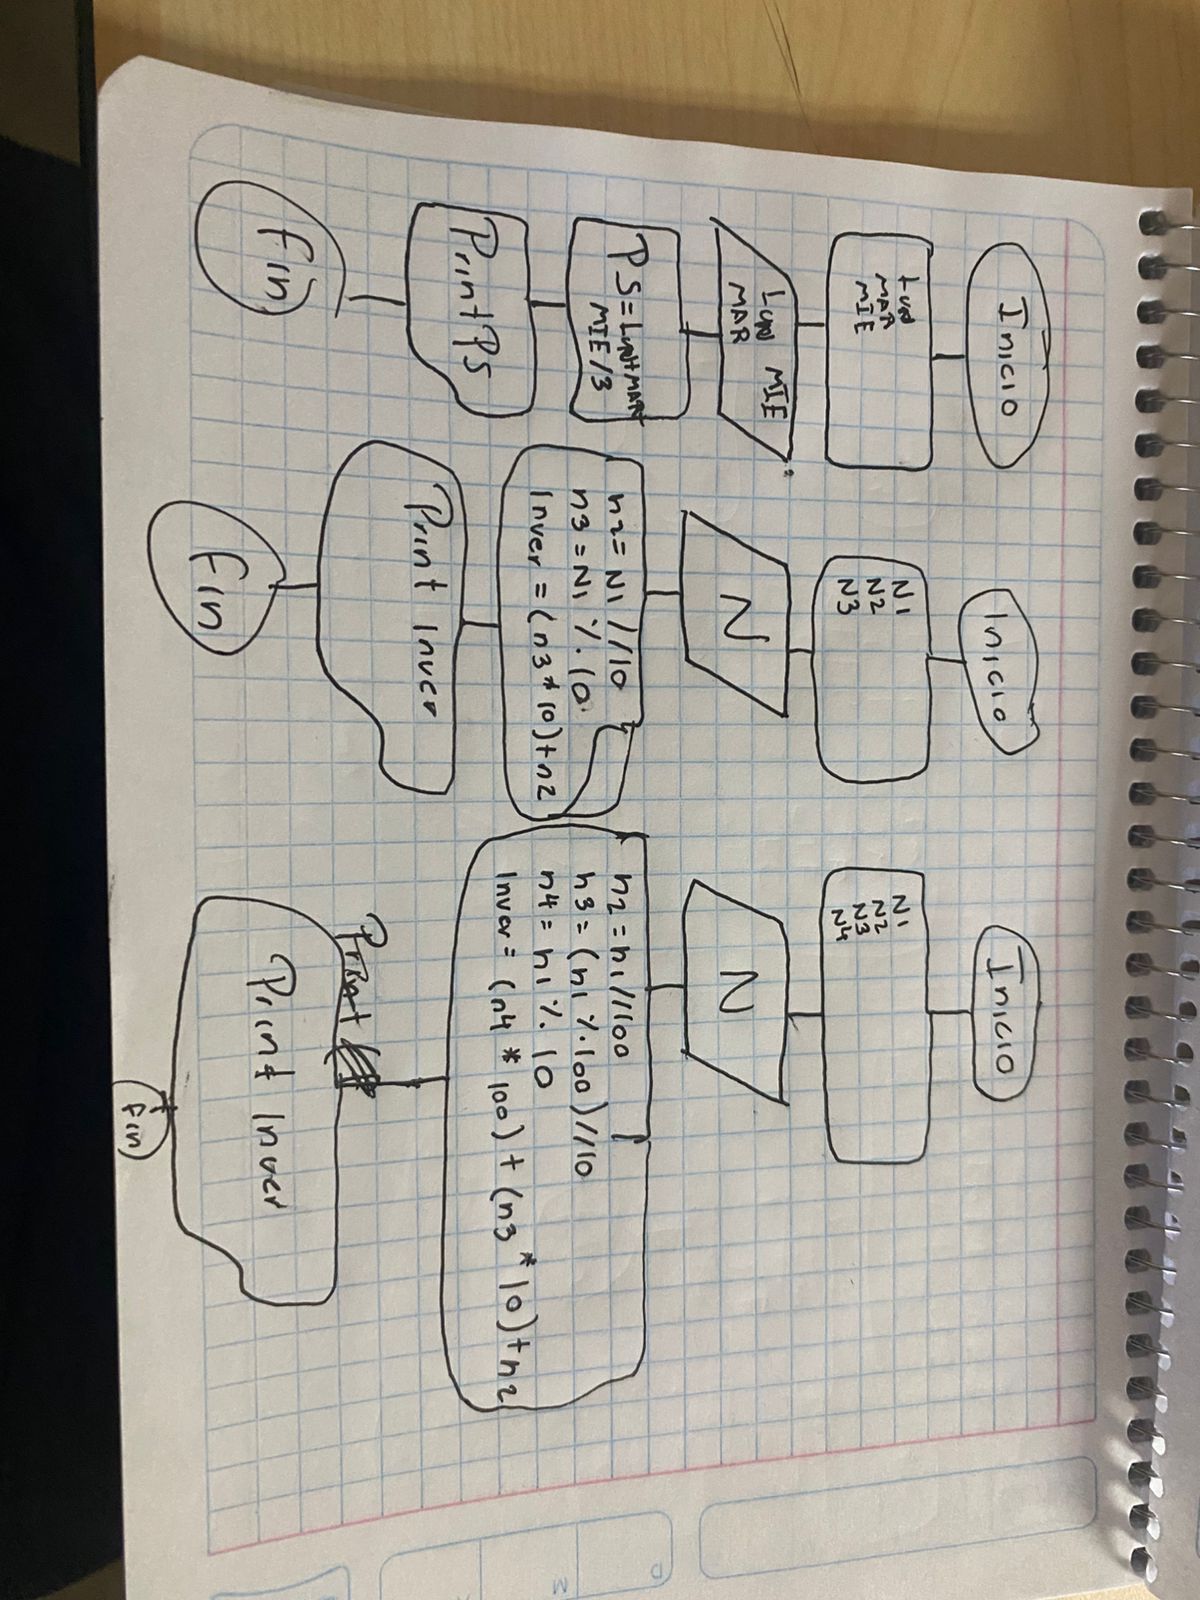 Inicio
Lun
MAR
MIE
Lun MIE
MAR
PS=Lun+MAR+
MIE/3
Print PS
Fin
Inicio
N1
N2
N3
N
n2= N1//10
n3=N1%10
Inver=(n3*10)+n2
Print Inver
Fin
Inicio
N1
N2
N3
N4
N
n2=n1//100
n3=(n1%100)//10
n4=n1%10
Inver=(n4*100)+(n3*10)+n2
Print Inver
Fin
P
M